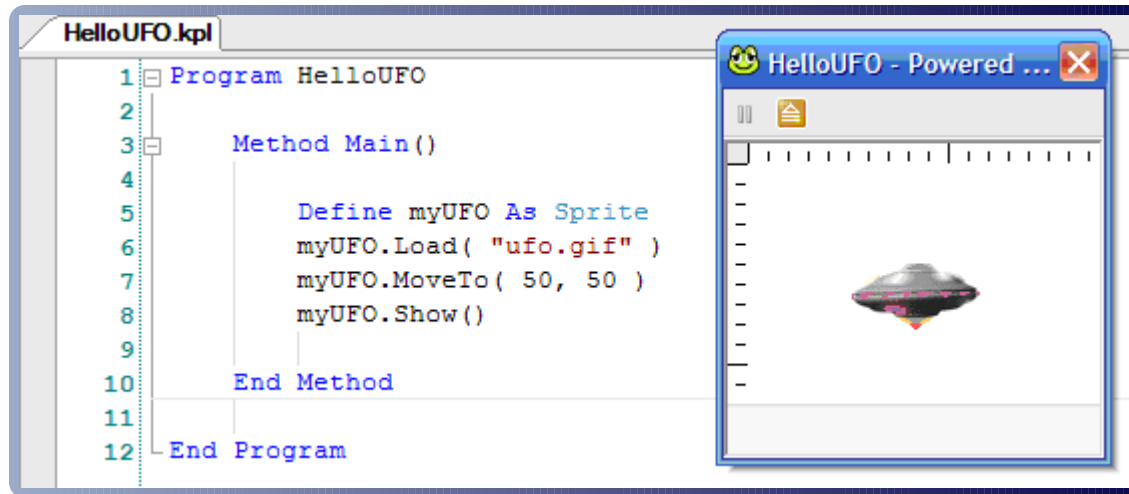 HelloUFO.kpl
1 Program HelloUFO
2
3 Method Main()
4
5 Define myUFO As Sprite
6 myUFO.Load( "ufo.gif" )
7 myUFO.MoveTo( 50, 50 )
8 myUFO.Show()
9
10 End Method
11
12 End Program
HelloUFO - Powered ...